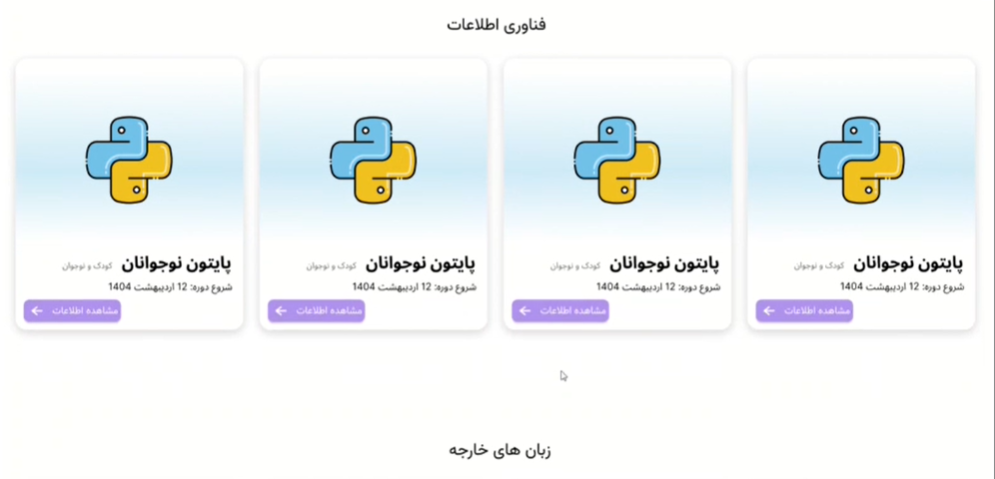 فناوری اطلاعات
پایتون نوجوانان کودک و نوجوان
شروع دوره: 12 اردیبهشت 1404
مشاهده اطلاعات
پایتون نوجوانان کودک و نوجوان
شروع دوره: 12 اردیبهشت 1404
مشاهده اطلاعات
پایتون نوجوانان کودک و نوجوان
شروع دوره: 12 اردیبهشت 1404
مشاهده اطلاعات
پایتون نوجوانان کودک و نوجوان
شروع دوره: 12 اردیبهشت 1404
مشاهده اطلاعات
زبان های خارجه